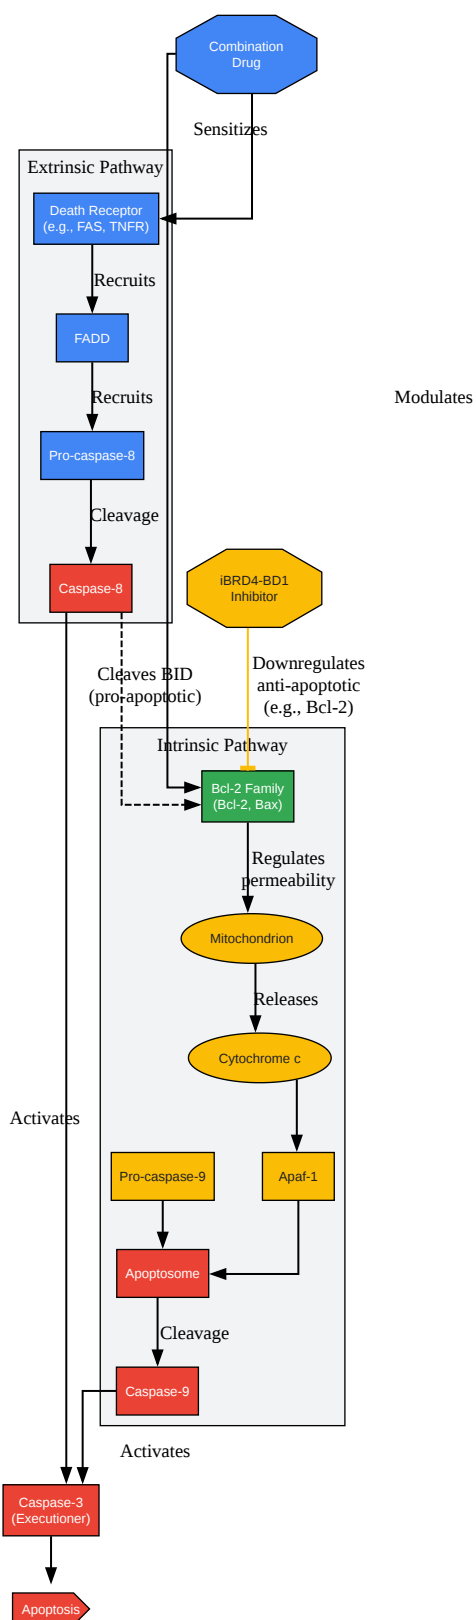 Combination
Drug
Sensitizes
Extrinsic Pathway
Death Receptor
(e.g., FAS, TNFR)
Recruits
FADD
Recruits
Modulates
Pro-caspase-8
Cleavage
Caspase-8
iBRD4-BD1
Inhibitor
Cleaves BID
(pro-apoptotic)
Downregulates
anti-apoptotic
(e.g., Bcl-2)
Intrinsic Pathway
Bcl-2 Family
(Bcl-2, Bax)
Regulates
permeability
Mitochondrion
Releases
Cytochrome c
Activates
Pro-caspase-9
Apaf-1
Apoptosome
Cleavage
Caspase-9
Activates
Caspase-3
(Executioner)
Apoptosis